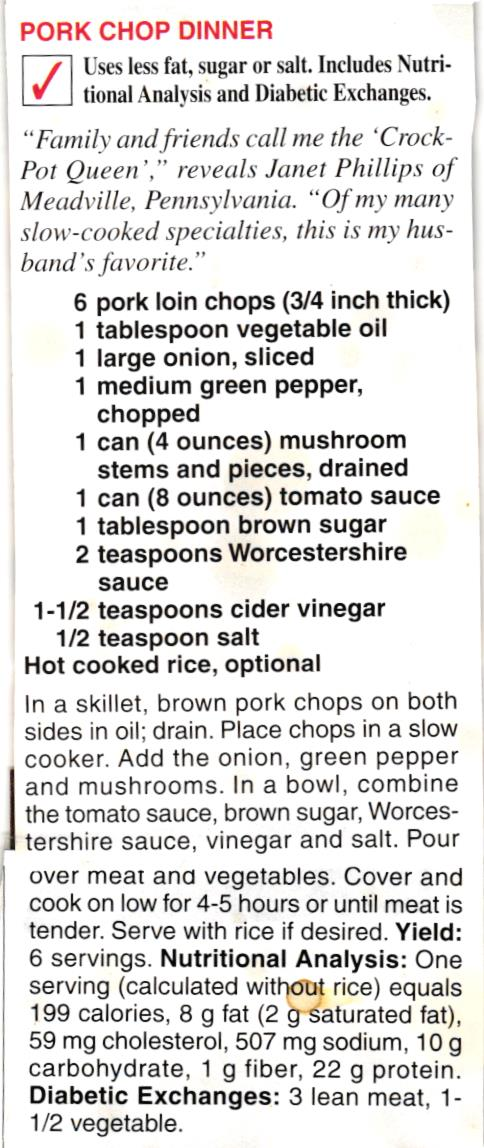 PORK CHOP DINNER
Uses less fat, sugar or salt. Includes Nutri-
tional Analysis and Diabetic Exchanges.
“Family and friends call me the ‘Crock-
Pot Queen’,” reveals Janet Phillips of
Meadville, Pennsylvania. “Of my many
slow-cooked specialties, this is my hus-
band’s favorite.”
6 pork loin chops (3/4 inch thick)
1 tablespoon vegetable oil
1 large onion, sliced
1 medium green pepper,
chopped
1 can (4 ounces) mushroom
stems and pieces, drained
1 can (8 ounces) tomato sauce
1 tablespoon brown sugar
2 teaspoons Worcestershire
sauce
1-1/2 teaspoons cider vinegar
1/2 teaspoon salt
Hot cooked rice, optional
In a skillet, brown pork chops on both
sides in oil; drain. Place chops in a slow
cooker. Add the onion, green pepper
and mushrooms. In a bowl, combine
the tomato sauce, brown sugar, Worces-
tershire sauce, vinegar and salt. Pour
over meat and vegetables. Cover and
cook on low for 4-5 hours or until meat is
tender. Serve with rice if desired. Yield:
6 servings. Nutritional Analysis: One
serving (calculated without rice) equals
199 calories, 8 g fat (2 g saturated fat),
59 mg cholesterol, 507 mg sodium, 10 g
carbohydrate, 1 g fiber, 22 g protein.
Diabetic Exchanges: 3 lean meat, 1-
1/2 vegetable.